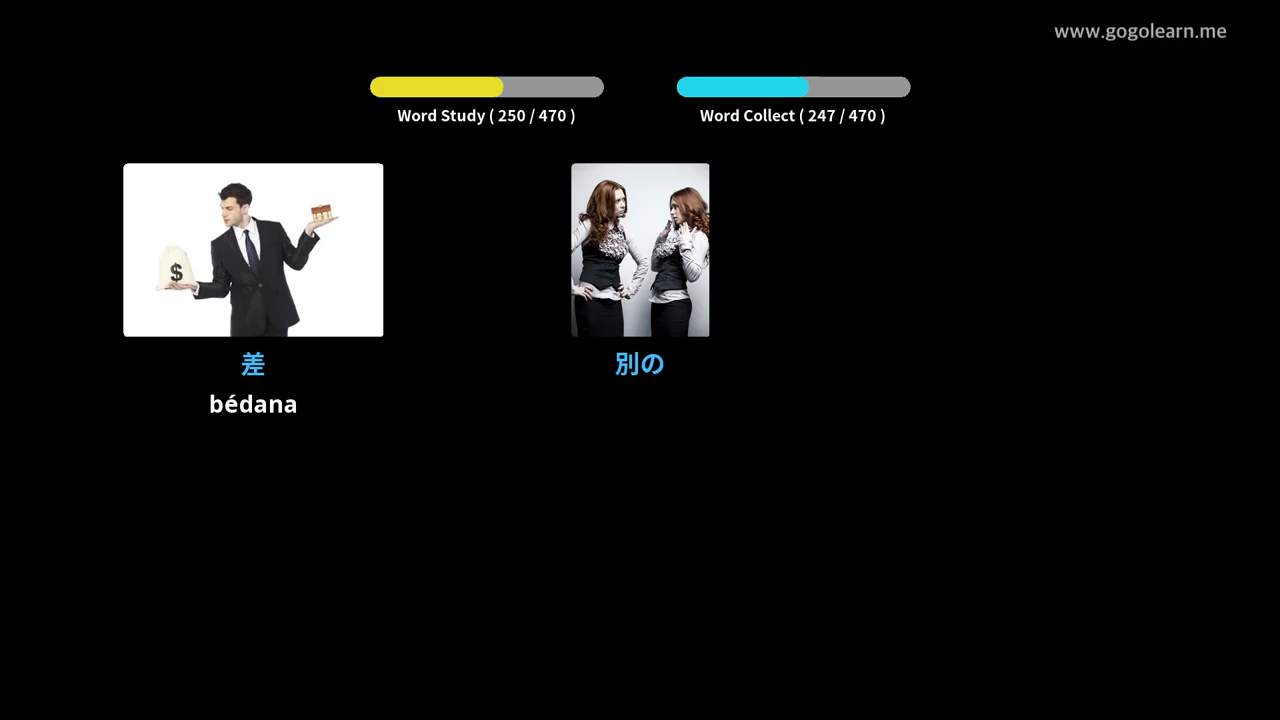 www.gogolearn.me
Word Study ( 250 / 470 )
Word Collect ( 247 / 470 )
$
差
別の
bédana